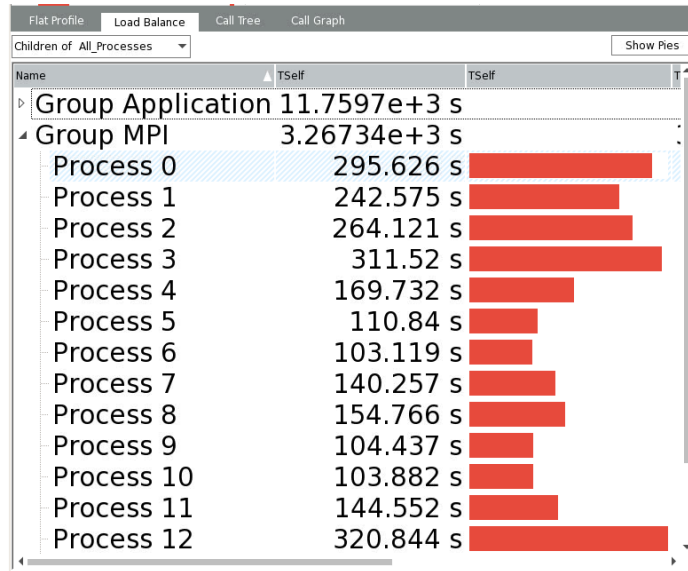 Flat Profile Load Balance Call Tree Call Graph
Children of All_Processes Show Pies
Name TSelf TSelf
Group Application 11.7597e+3 s
Group MPI 3.26734e+3 s
Process 0 295.626 s
Process 1 242.575 s
Process 2 264.121 s
Process 3 311.52 s
Process 4 169.732 s
Process 5 110.84 s
Process 6 103.119 s
Process 7 140.257 s
Process 8 154.766 s
Process 9 104.437 s
Process 10 103.882 s
Process 11 144.552 s
Process 12 320.844 s